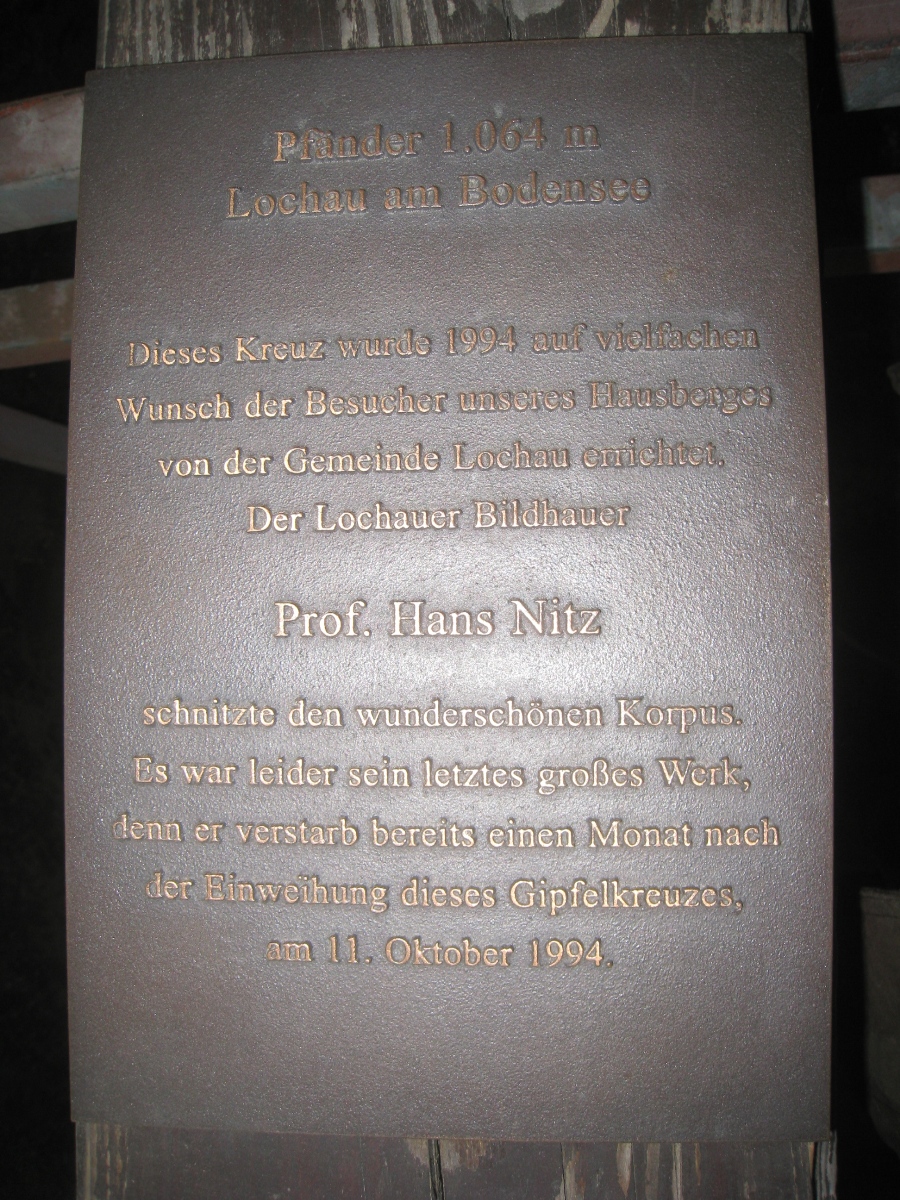 Pfänder 1.064 m
Lochau am Bodensee
Dieses Kreuz wurde 1994 auf vielfachen
Wunsch der Besucher unseres Hausberges
von der Gemeinde Lochau errichtet.
Der Lochauer Bildhauer
Prof. Hans Nitz
schnitzte den wunderschönen Korpus.
Es war leider sein letztes großes Werk,
denn er verstarb bereits einen Monat nach
der Einweihung dieses Gipfelkreuzes,
am 11. Oktober 1994.